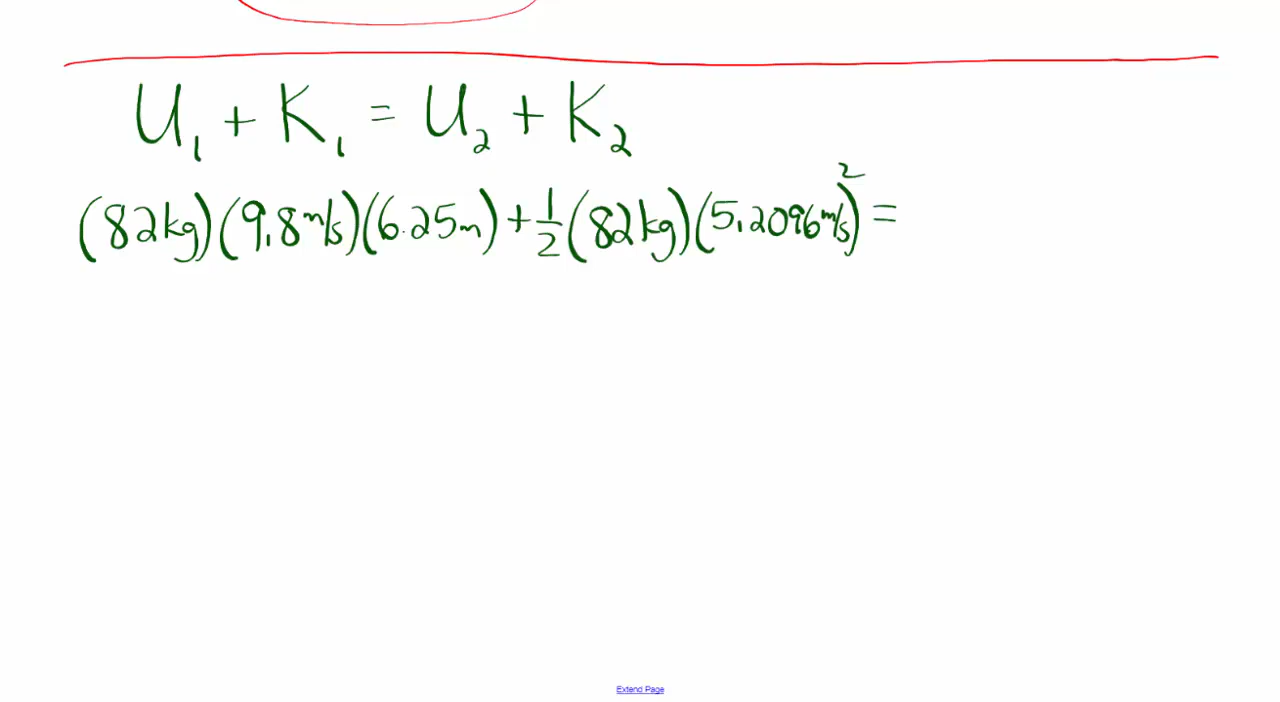 U₁ + K₁ = U₂ + K₂
(82kg)(9.8m/s)(6.25m) + 1/2 (82kg)(5.2096m/s)² =
Extend Page